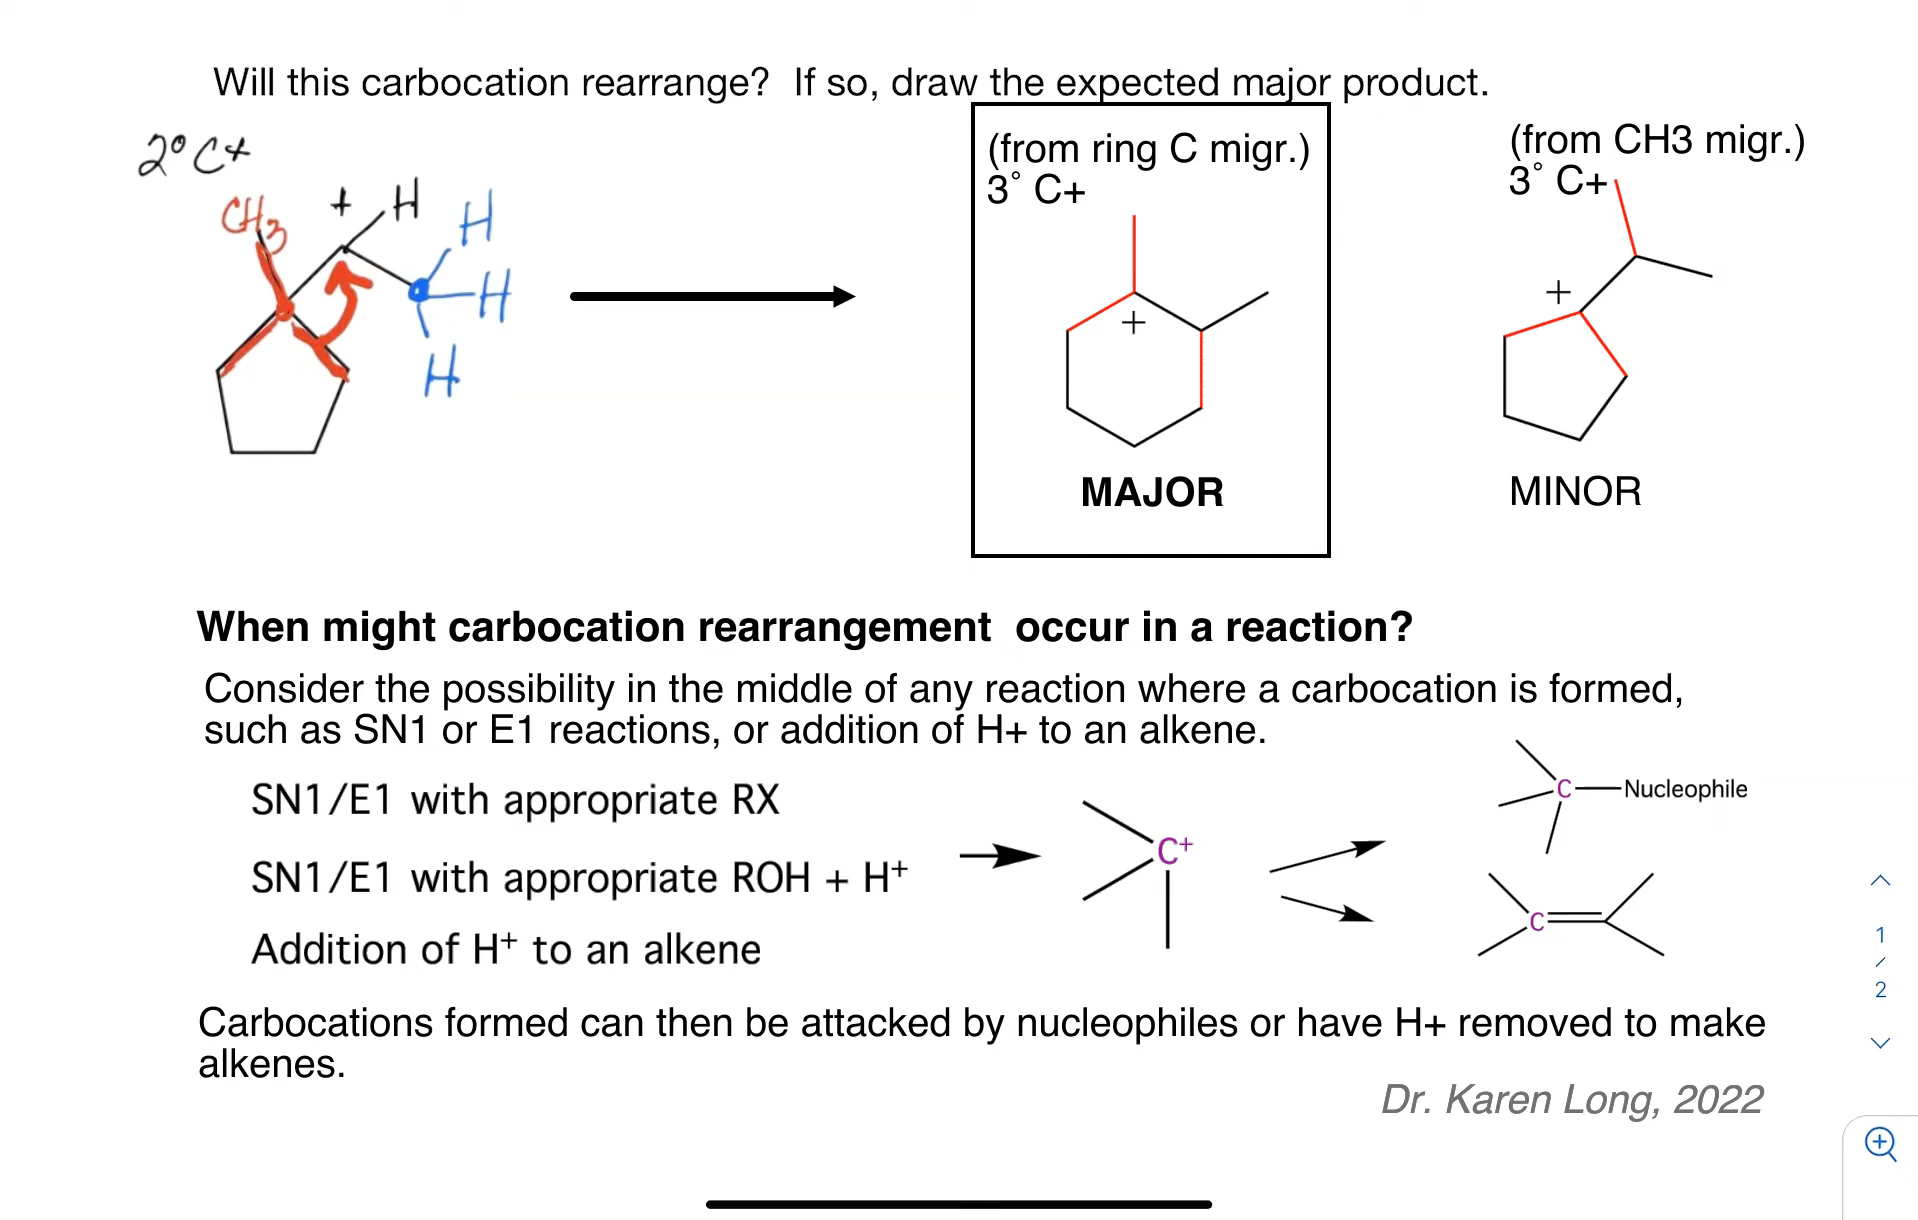 Will this carbocation rearrange?  If so, draw the expected major product.
2° C+
CH3
+
H
H
H
H
(from ring C migr.)
3° C+
+
MAJOR
(from CH3 migr.)
3° C+
+
MINOR
When might carbocation rearrangement  occur in a reaction?
Consider the possibility in the middle of any reaction where a carbocation is formed,
such as SN1 or E1 reactions, or addition of H+ to an alkene.
SN1/E1 with appropriate RX
SN1/E1 with appropriate ROH + H⁺
Addition of H⁺ to an alkene
C⁺
C—Nucleophile
C
Carbocations formed can then be attacked by nucleophiles or have H+ removed to make
alkenes.
Dr. Karen Long, 2022
1
/
2